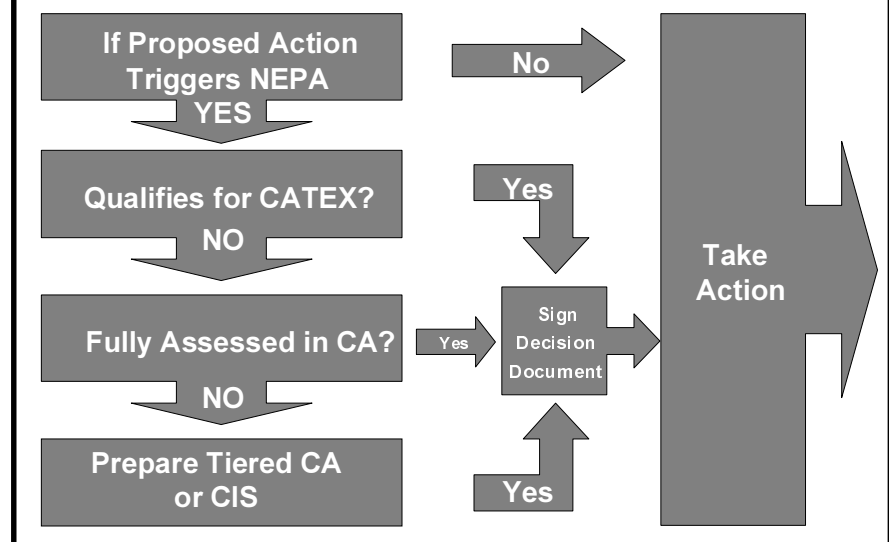 If Proposed Action
Triggers NEPA
YES
No
Qualifies for CATEX?
Yes
NO
Fully Assessed in CA?
Yes
Sign
Decision
Document
Take
Action
NO
Prepare Tiered CA
or CIS
Yes